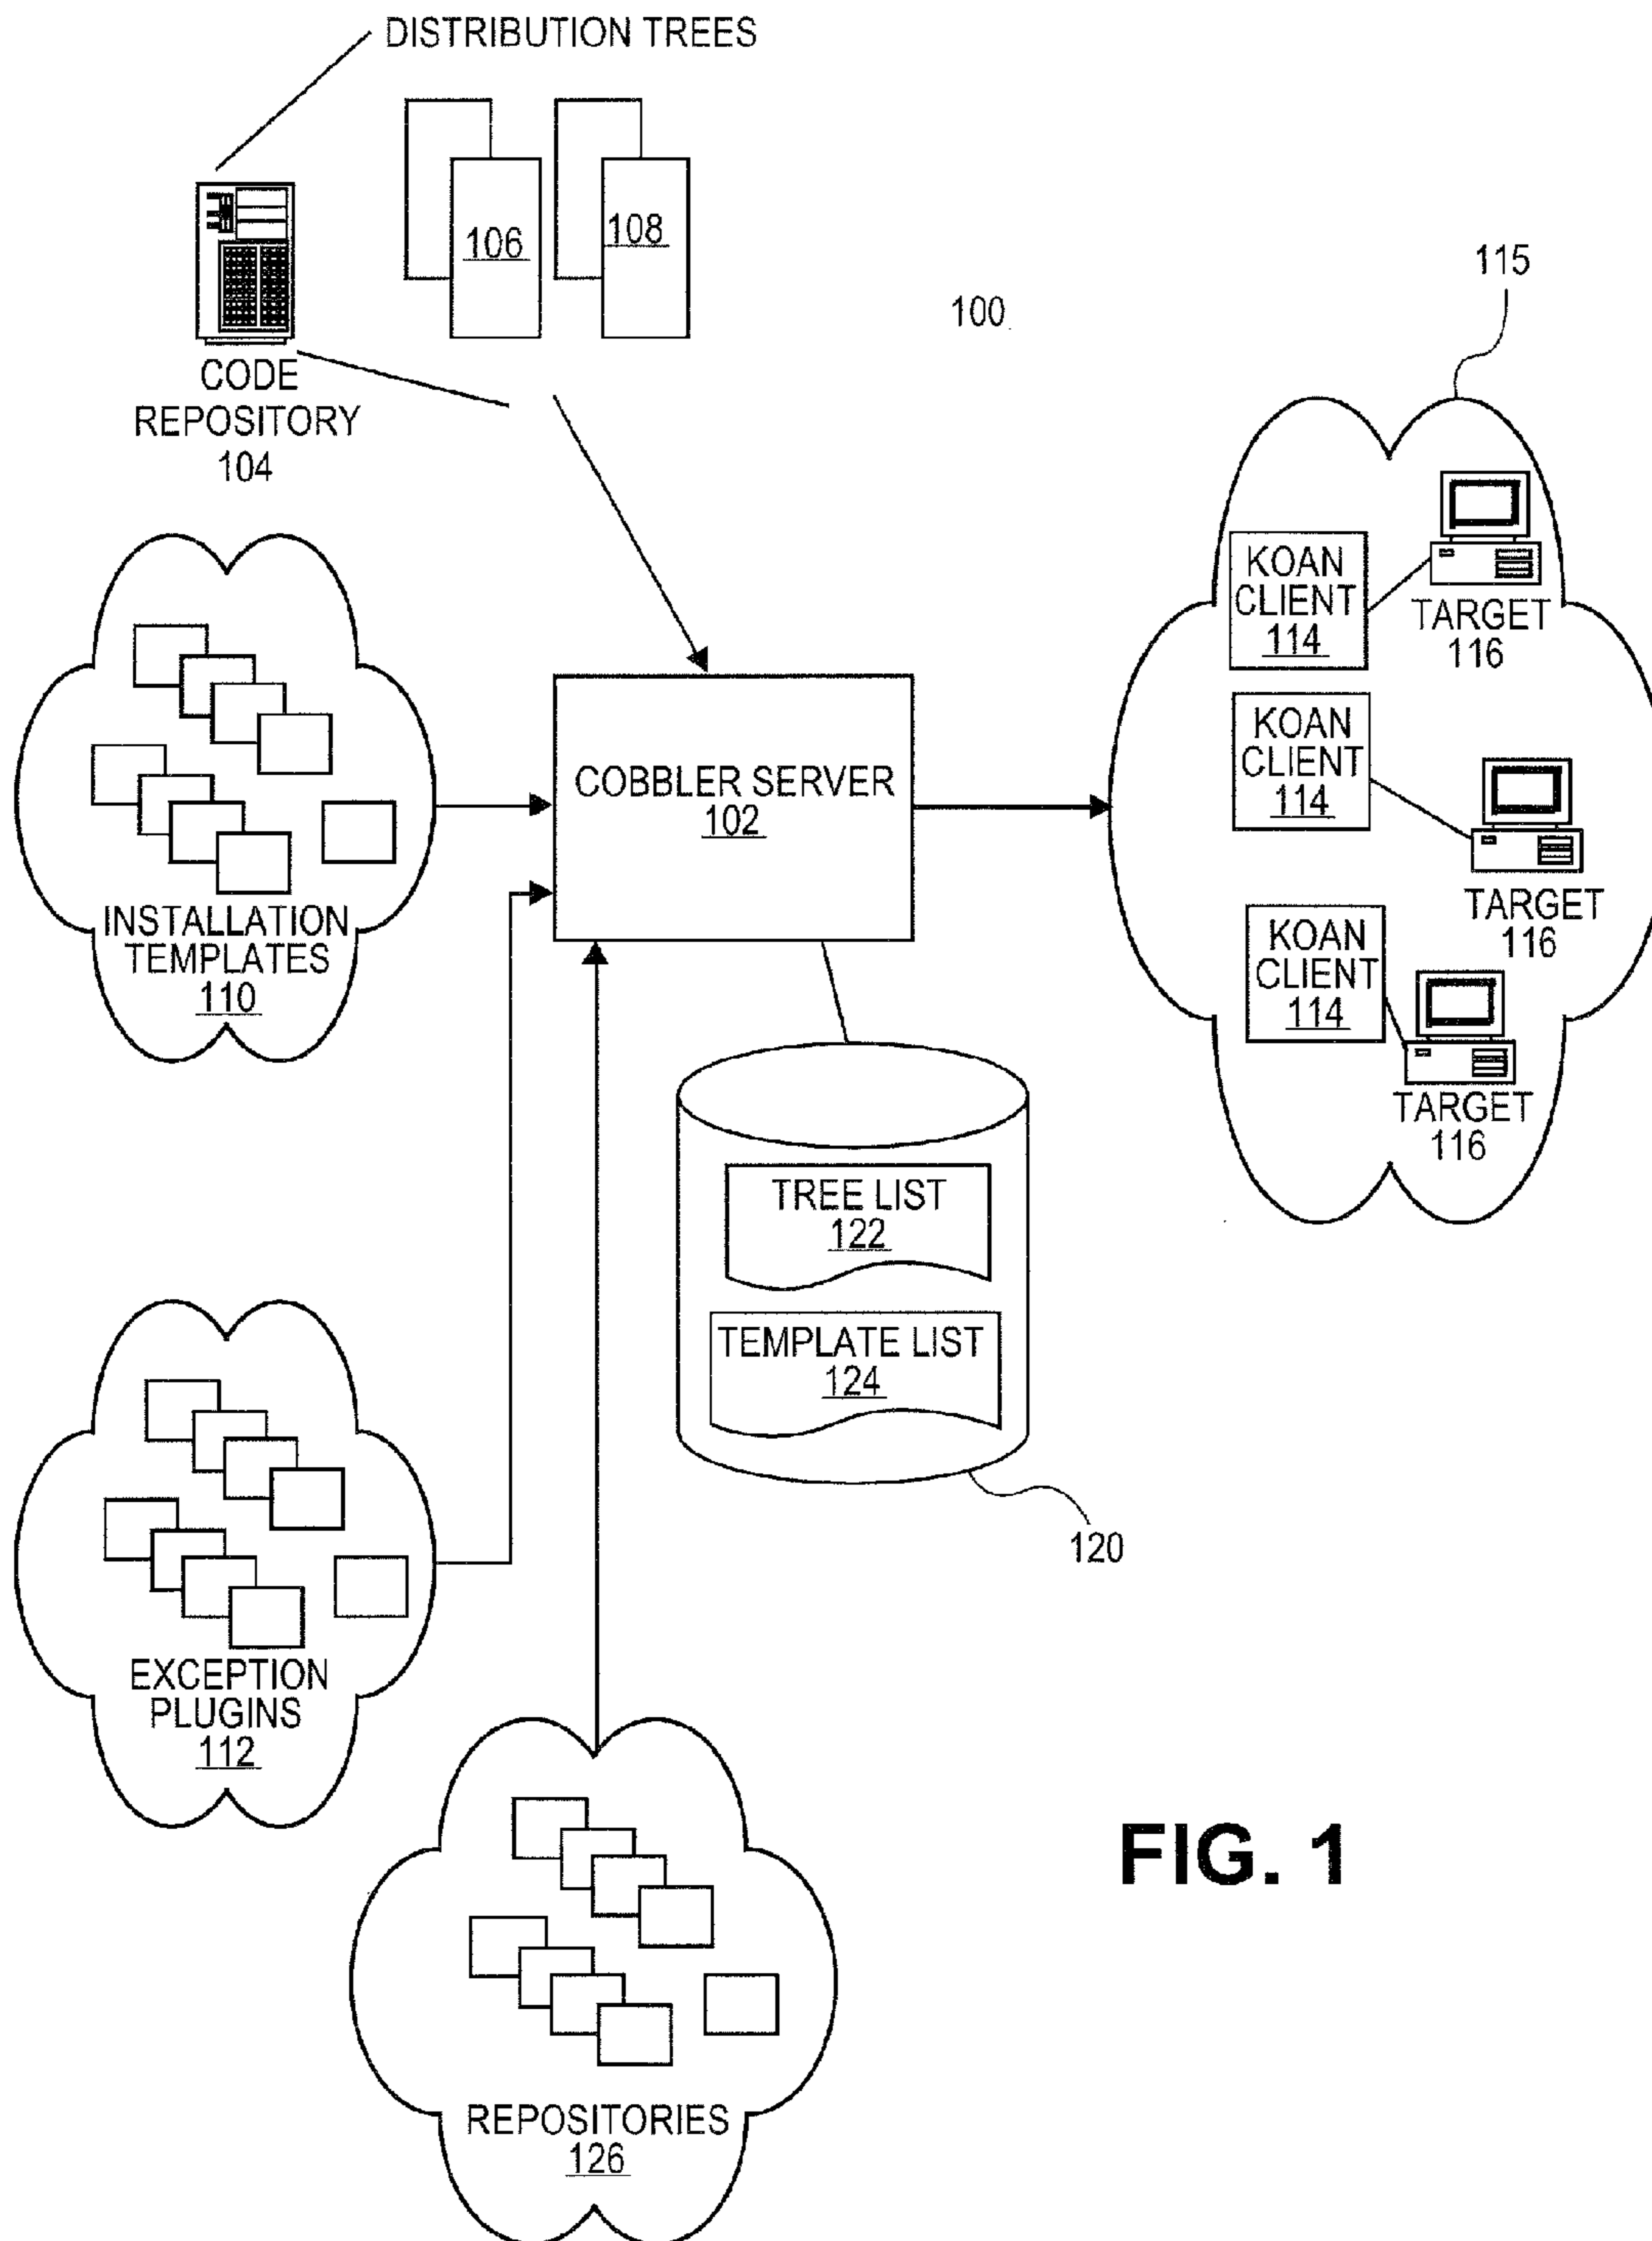 DISTRIBUTION TREES
106
108
CODE
REPOSITORY
104
100
115
KOAN
CLIENT
114
TARGET
116
KOAN
CLIENT
114
TARGET
116
KOAN
CLIENT
114
TARGET
116
COBBLER SERVER
102
INSTALLATION
TEMPLATES
110
TREE LIST
122
TEMPLATE LIST
124
120
EXCEPTION
PLUGINS
112
REPOSITORIES
126
FIG. 1